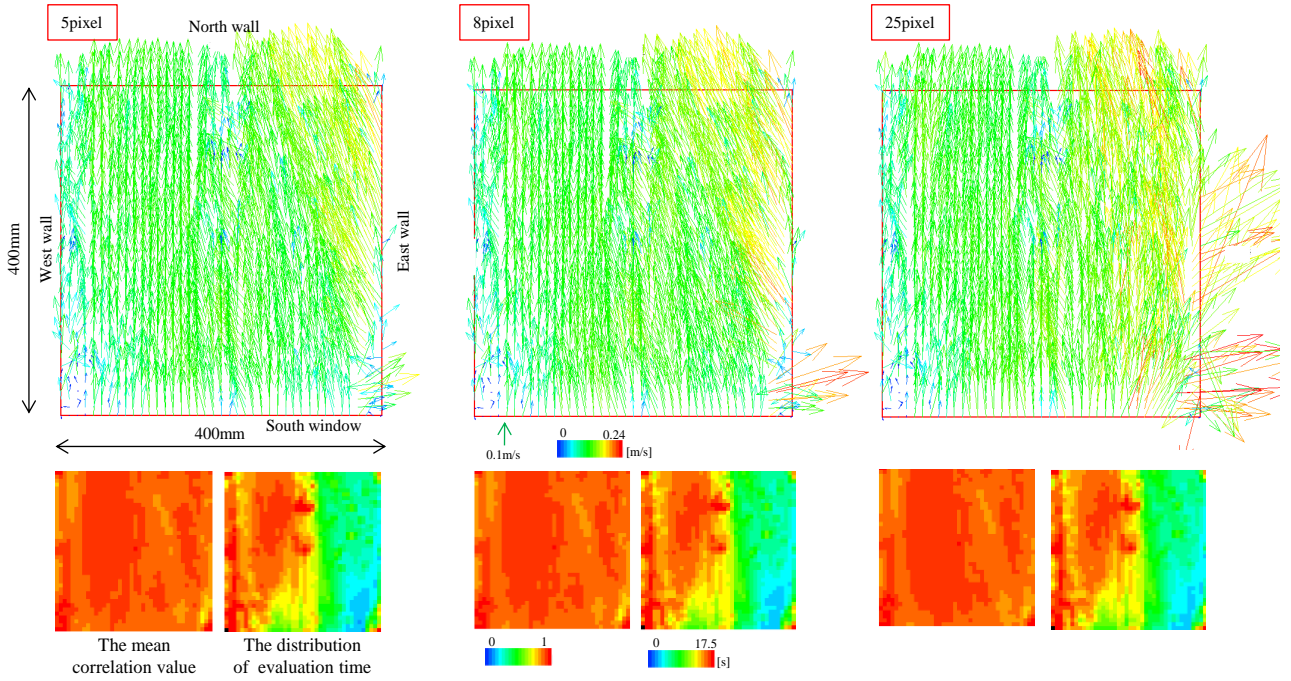 5pixel
North wall
8pixel
25pixel
400mm
West wall
East wall
South window
400mm
0.1m/s
0 0.24
[m/s]
The mean
correlation value
The distribution
of evaluation time
0 1
0 17.5
[s]